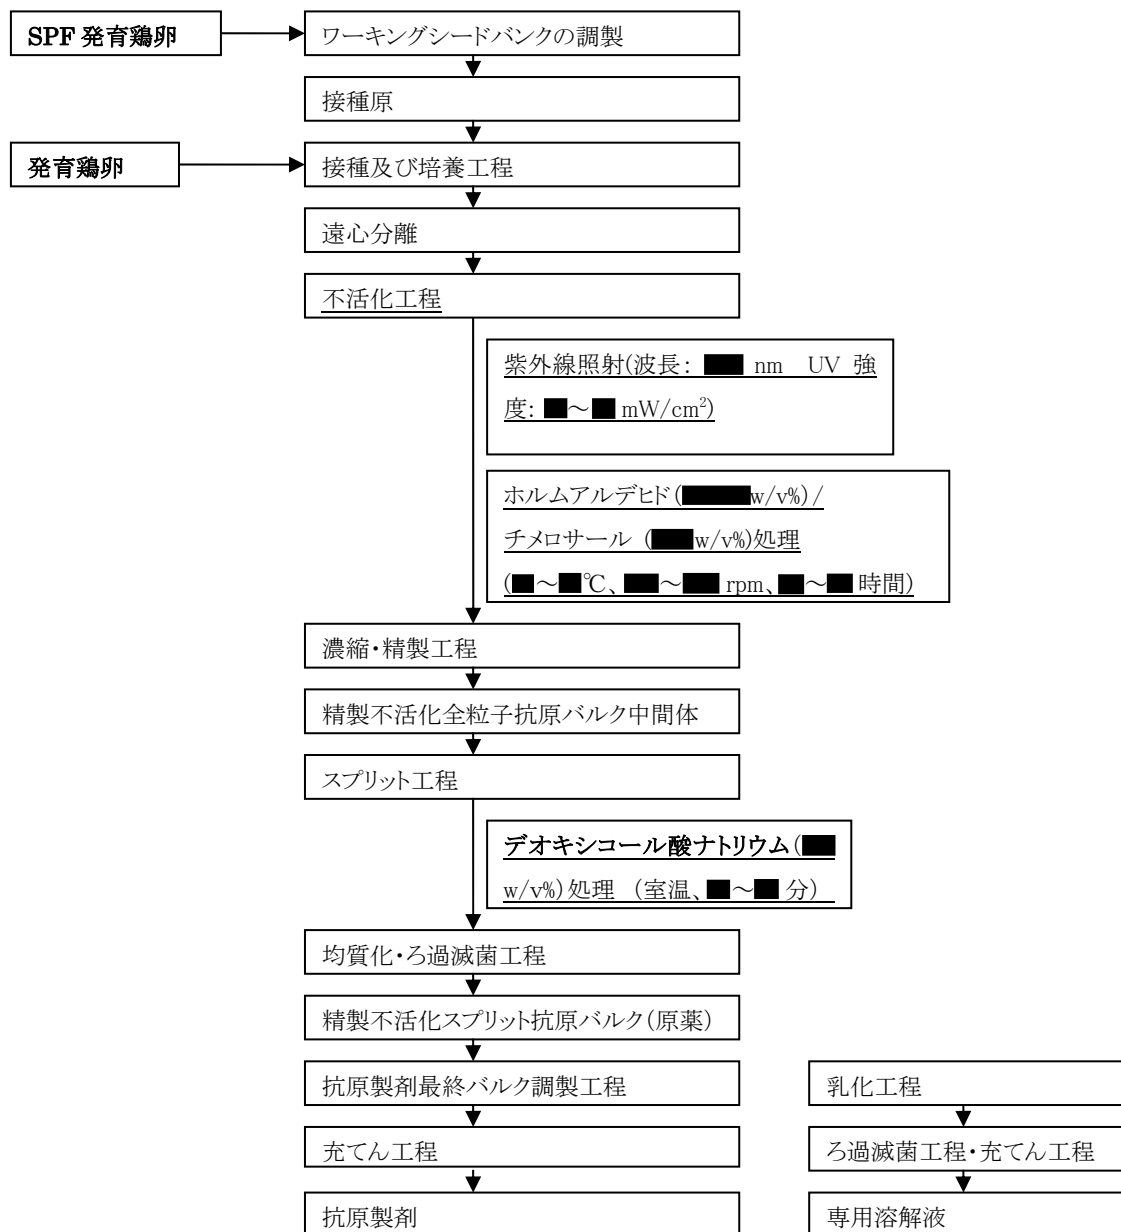 SPF 発育鶏卵
ワーキングシードバンクの調製
接種原
発育鶏卵
接種及び培養工程
遠心分離
不活化工程
紫外線照射(波長: nm UV 強
度: ～ mW/cm²)
ホルムアルデヒド( w/v%)/
チメロサール ( w/v%)処理
( ～ ℃、 ～ rpm、 ～ 時間)
濃縮・精製工程
精製不活化全粒子抗原バルク中間体
スプリット工程
デオキシコール酸ナトリウム(
w/v%)処理 (室温、 ～ 分)
均質化・ろ過滅菌工程
精製不活化スプリット抗原バルク(原薬)
抗原製剤最終バルク調製工程
乳化工程
充てん工程
ろ過滅菌工程・充てん工程
抗原製剤
専用溶解液